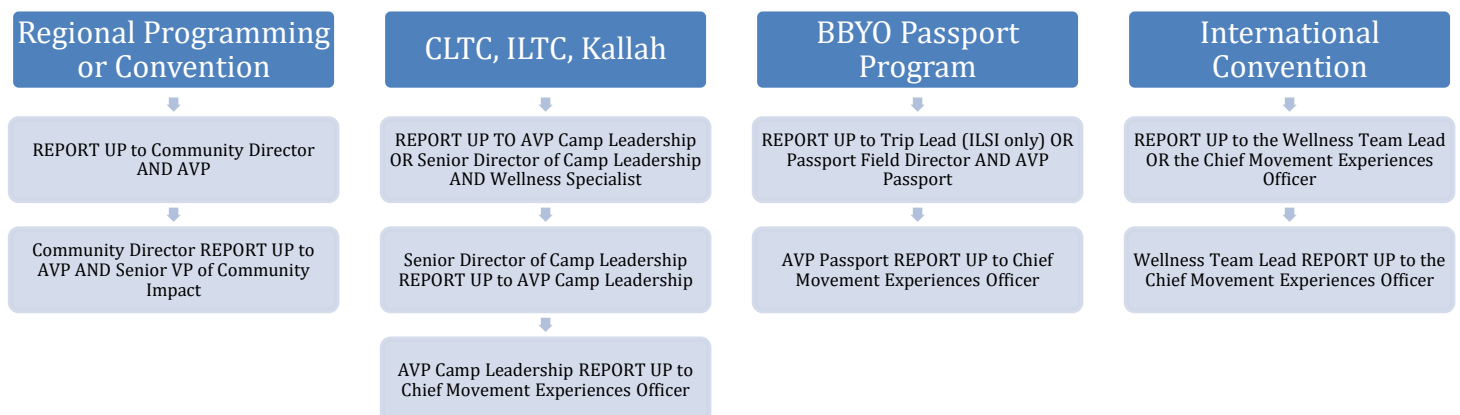 Regional Programming
or Convention
REPORT UP to Community Director
AND AVP
Community Director REPORT UP to
AVP AND Senior VP of Community
Impact
CLTC, ILTC, Kallah
REPORT UP TO AVP Camp Leadership
OR Senior Director of Camp Leadership
AND Wellness Specialist
Senior Director of Camp Leadership
REPORT UP to AVP Camp Leadership
AVP Camp Leadership REPORT UP to
Chief Movement Experiences Officer
BBYO Passport
Program
REPORT UP to Trip Lead (ILSI only) OR
Passport Field Director AND AVP
Passport
AVP Passport REPORT UP to Chief
Movement Experiences Officer
International
Convention
REPORT UP to the Wellness Team Lead
OR the Chief Movement Experiences
Officer
Wellness Team Lead REPORT UP to the
Chief Movement Experiences Officer